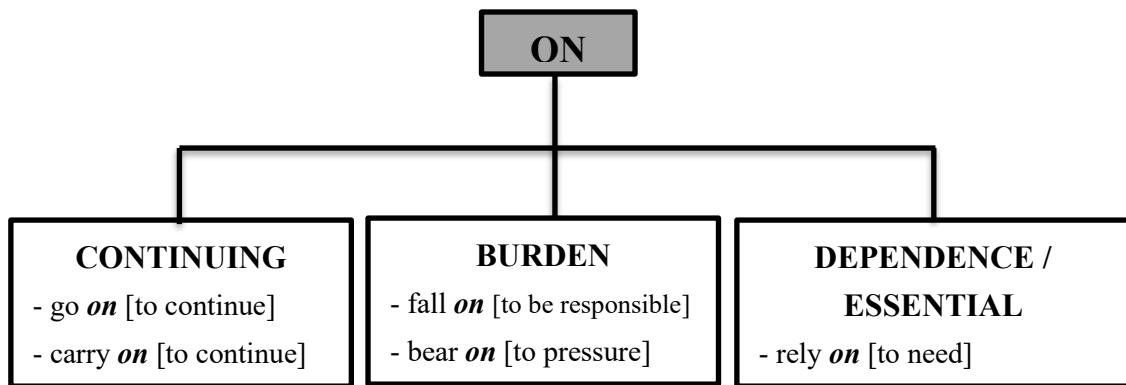 ON
CONTINUING
- go on [to continue]
- carry on [to continue]
BURDEN
- fall on [to be responsible]
- bear on [to pressure]
DEPENDENCE /
ESSENTIAL
- rely on [to need]